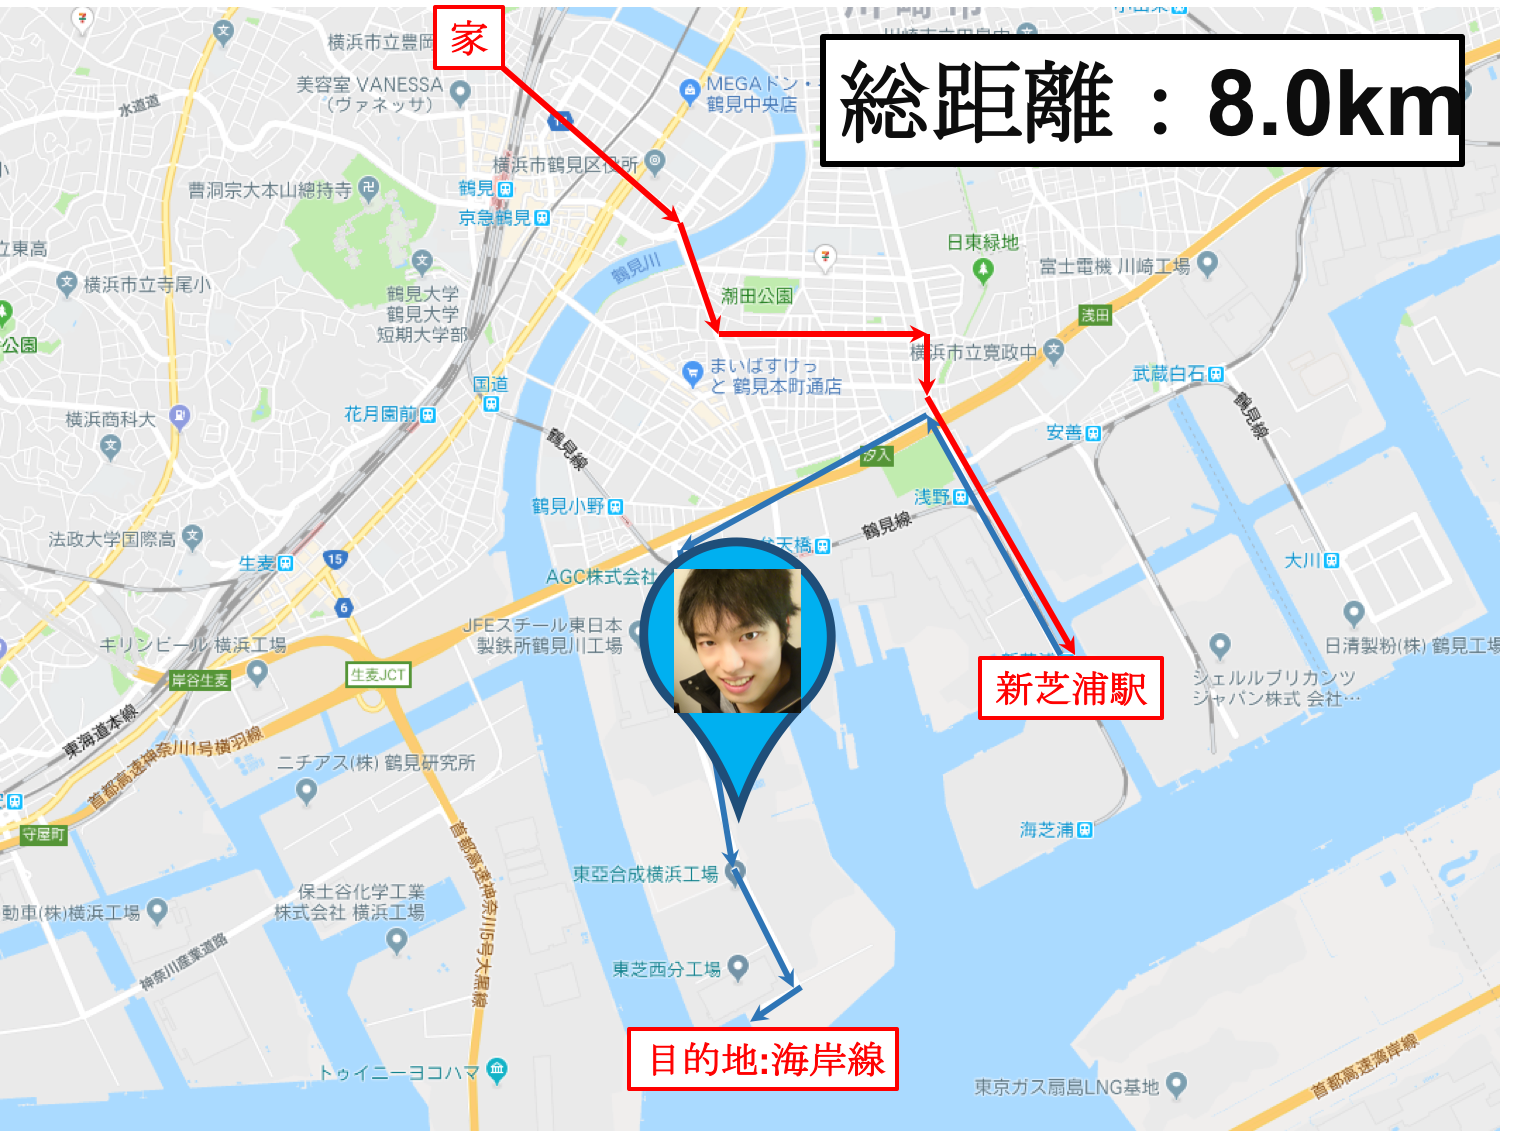 家
総距離：8.0km
横浜市立豊岡
美容室 VANESSA
（ヴァネッサ）
水道道
MEGAドン・
鶴見中央店
横浜市鶴見区役所
曹洞宗大本山總持寺
鶴見
京急鶴見
立東高
横浜市立寺尾小
鶴見川
日東緑地
富士電機 川崎工場
潮田公園
浅田
鶴見大学
鶴見大学
短期大学部
公園
横浜市立寛政中
まいばすけっ
と 鶴見本町通店
武蔵白石
国道
花月園前
横浜商科大
鶴見線
鶴見線
安善
汐入
浅野
鶴見小野
鶴見線
法政大学国際高
弁天橋
生麦
15
大川
AGC株式会社
6
JFEスチール東日本
製鉄所鶴見川工場
キリンビール 横浜工場
日清製粉(株) 鶴見工場
岸谷生麦
生麦JCT
新芝浦駅
シェルルブリカンツ
ジャパン株式 会社…
東海道本線
首都高速神奈川1号横羽線
ニチアス(株) 鶴見研究所
守屋町
海芝浦
首都高速神奈川5号大黒線
東亞合成横浜工場
保土谷化学工業
株式会社 横浜工場
動車(株)横浜工場
神奈川産業道路
東芝西分工場
目的地:海岸線
トゥイニーヨコハマ
東京ガス扇島LNG基地
首都高速湾岸線